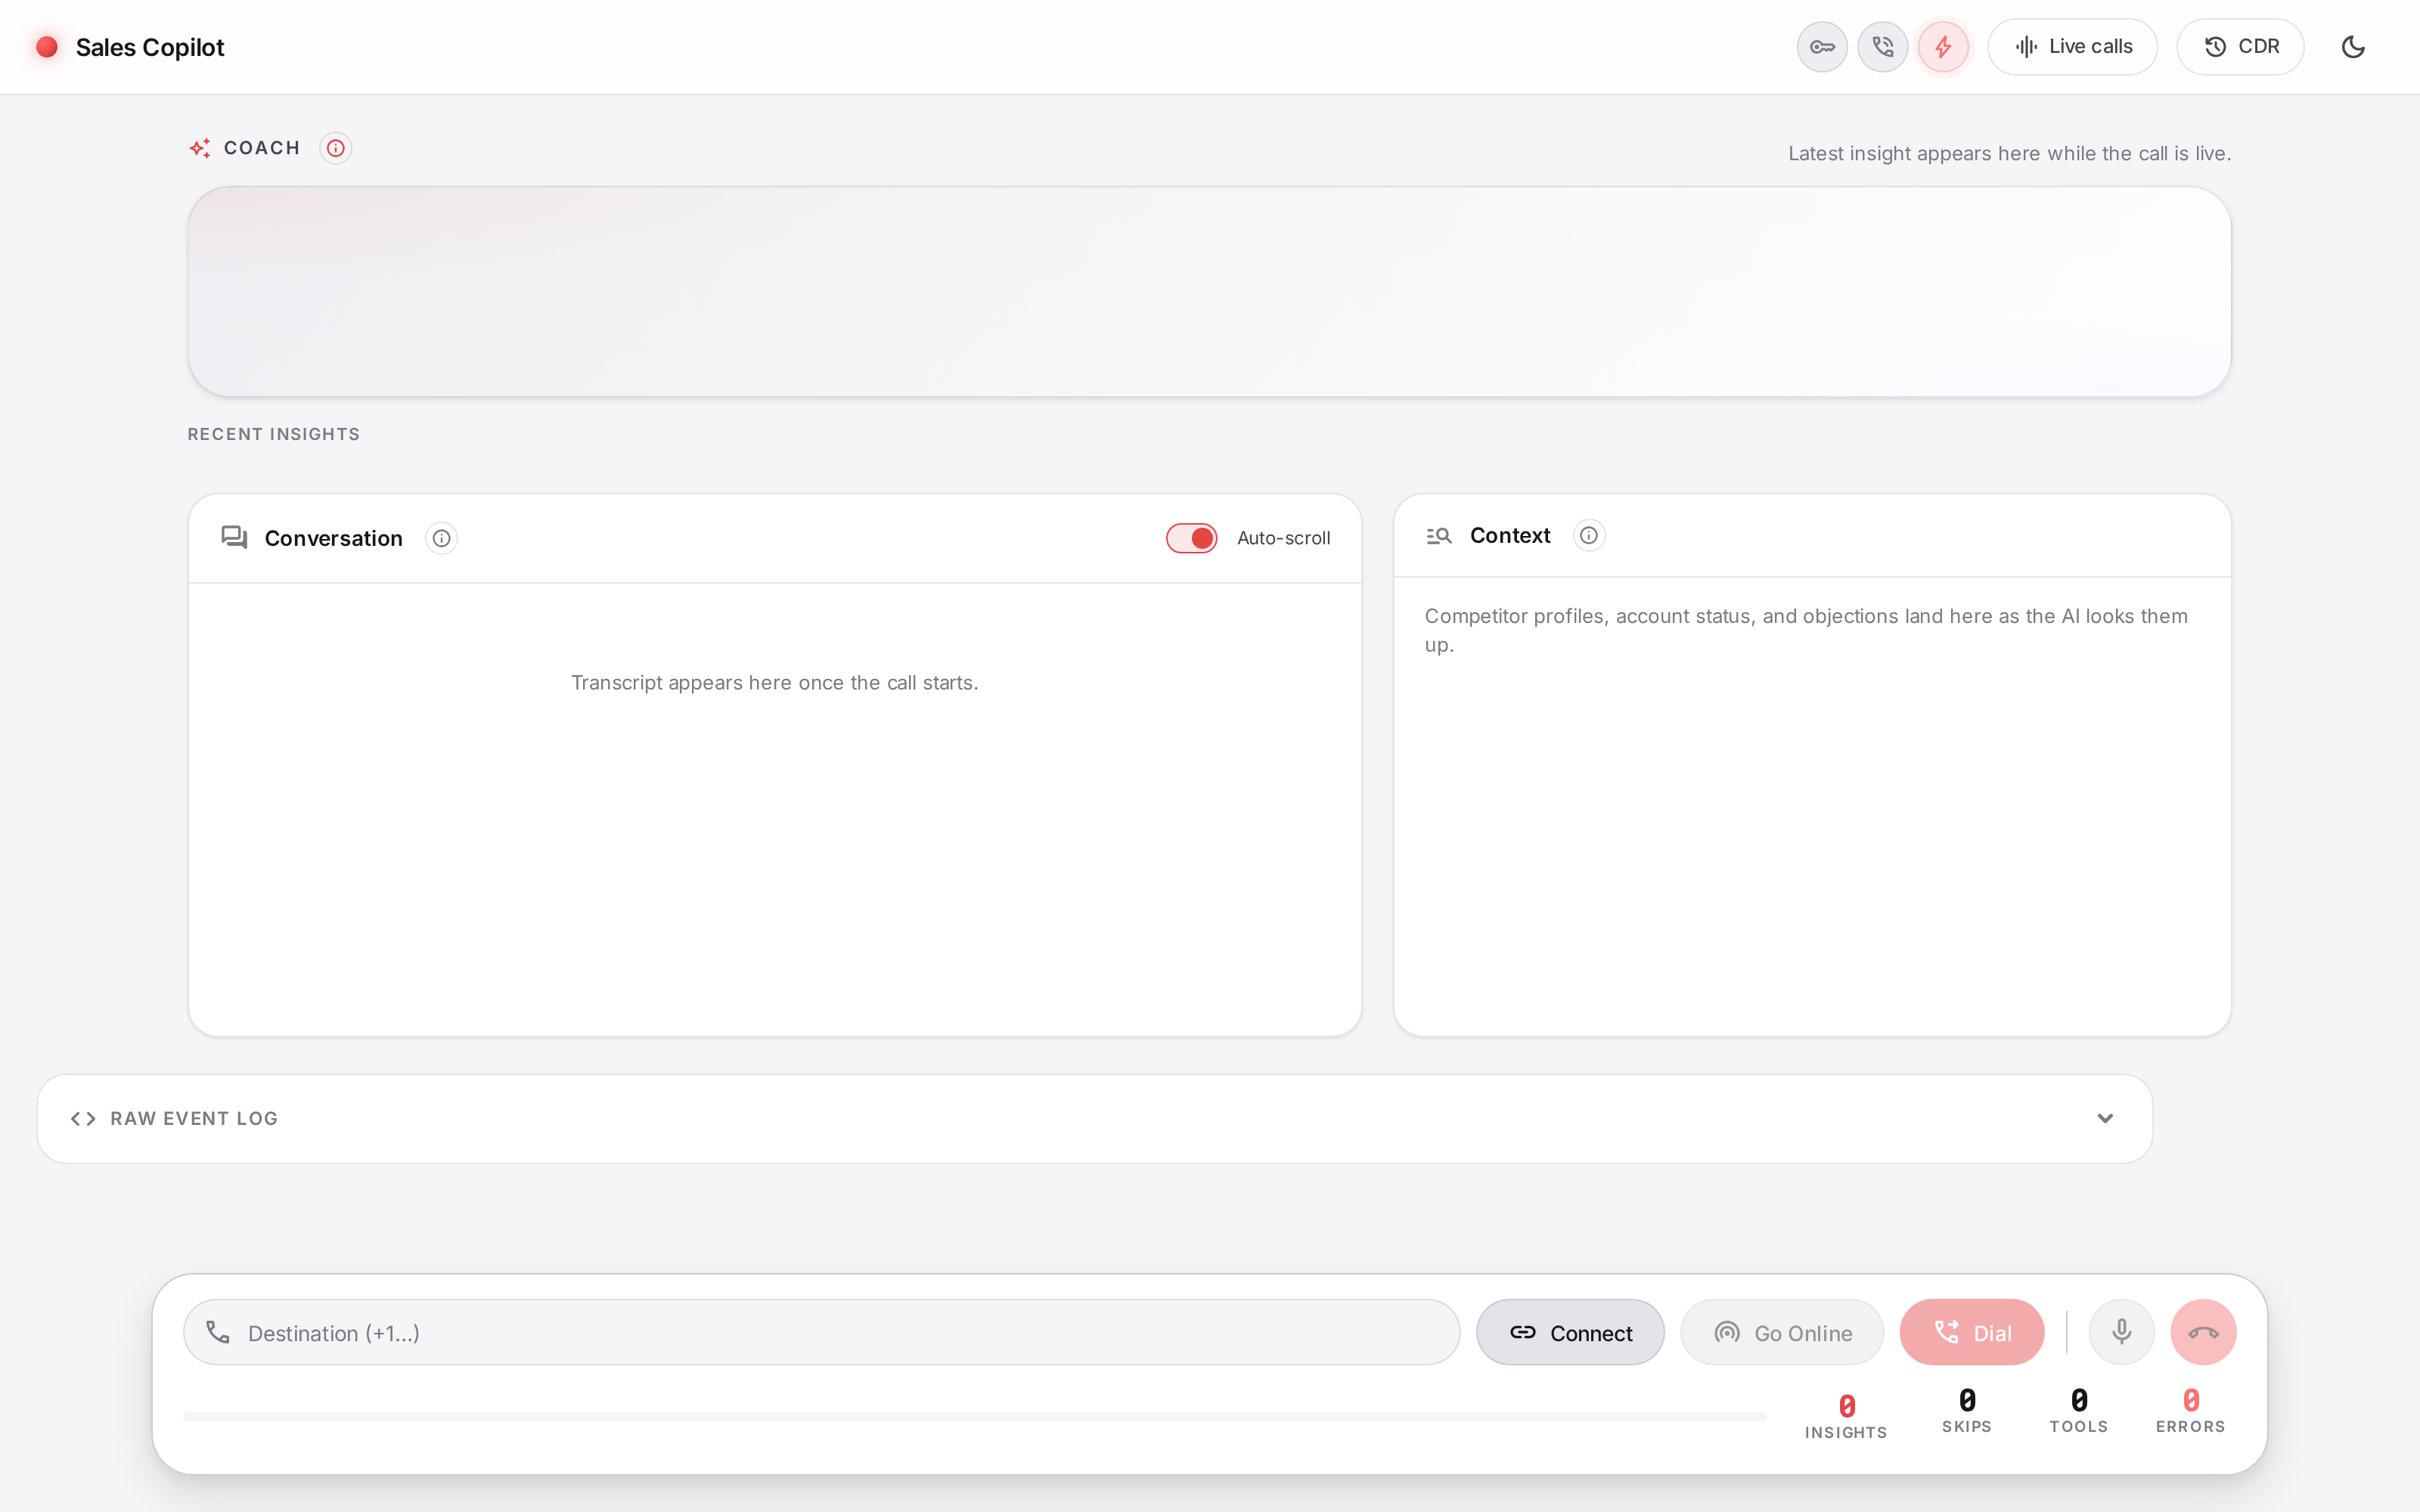 Sales Copilot
Live calls
CDR
COACH
Latest insight appears here while the call is live.
RECENT INSIGHTS
Conversation
Auto-scroll
Context
Transcript appears here once the call starts.
Competitor profiles, account status, and objections land here as the AI looks them
up.
RAW EVENT LOG
Destination (+1...)
Connect
Go Online
Dial
0
INSIGHTS
0
SKIPS
0
TOOLS
0
ERRORS